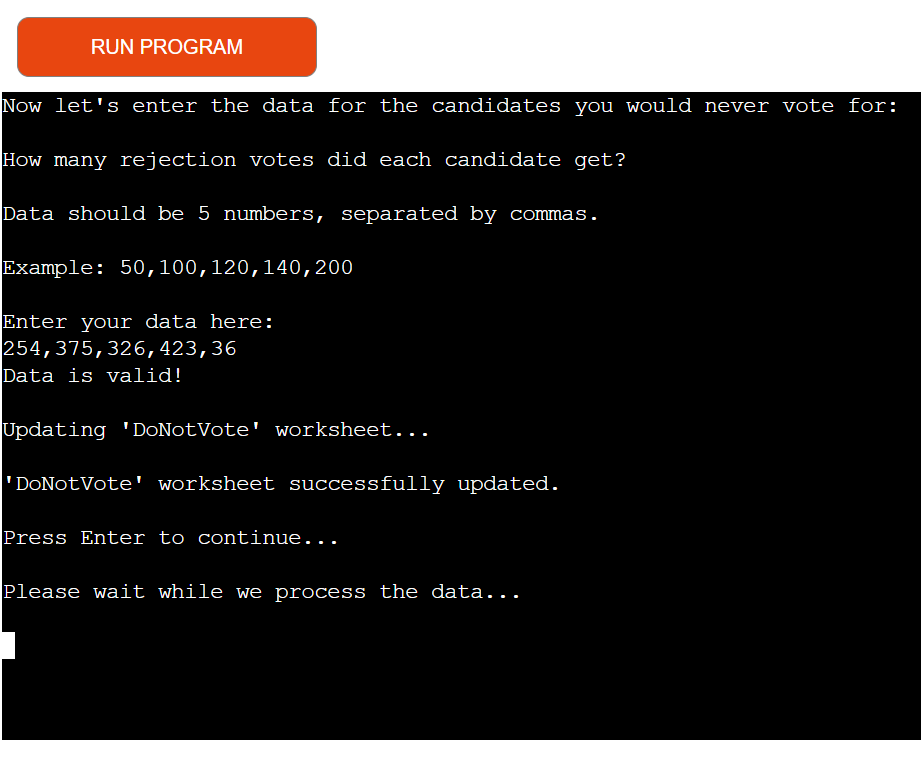 RUN PROGRAM
Now let's enter the data for the candidates you would never vote for:
How many rejection votes did each candidate get?
Data should be 5 numbers, separated by commas.
Example: 50,100,120,140,200
Enter your data here:
254,375,326,423,36
Data is valid!
Updating 'DoNotVote' worksheet...
'DoNotVote' worksheet successfully updated.
Press Enter to continue...
Please wait while we process the data...